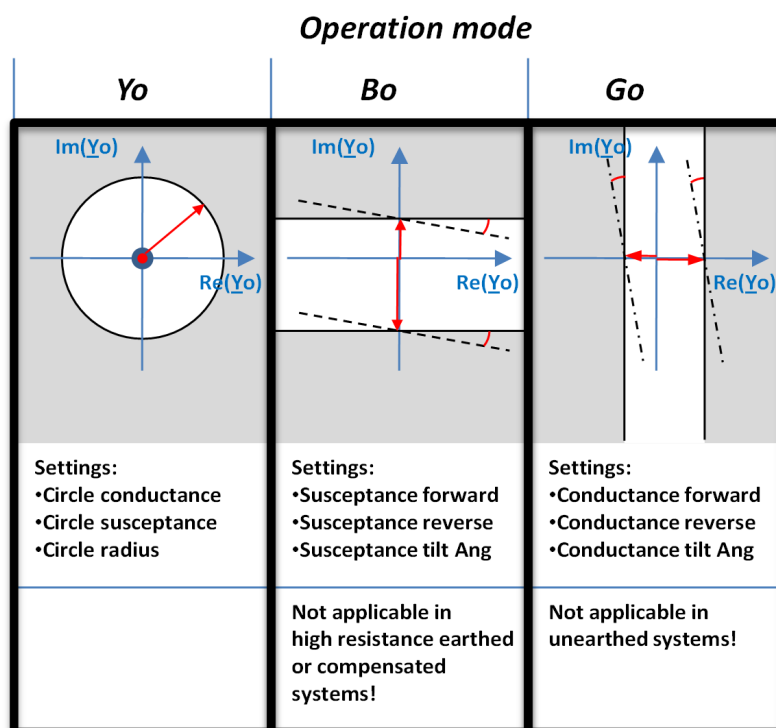 Operation mode
Yo
Bo
Go
Im(Yo)
Re(Yo)
Im(Yo)
Re(Yo)
Im(Yo)
Re(Yo)
Settings:
•Circle conductance
•Circle susceptance
•Circle radius
Settings:
•Susceptance forward
•Susceptance reverse
•Susceptance tilt Ang
Settings:
•Conductance forward
•Conductance reverse
•Conductance tilt Ang
Not applicable in
high resistance earthed
or compensated
systems!
Not applicable in
unearthed systems!